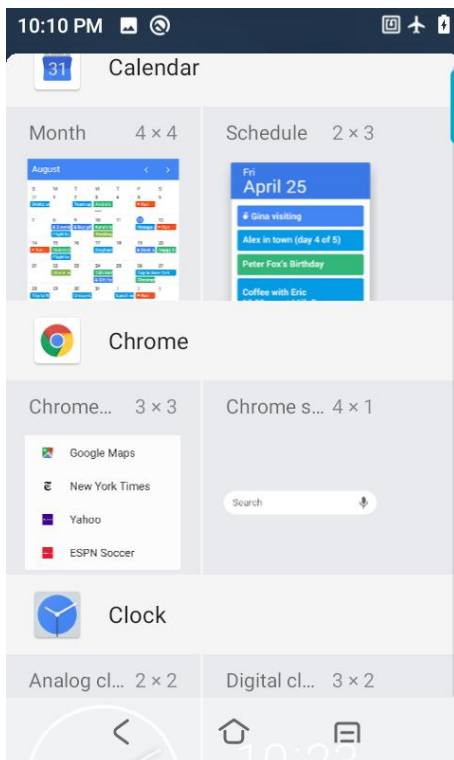 10:10 PM
31
Calendar
Month 4 × 4
Schedule 2 × 3
August
Fri
April 25
Gina visiting
Alex in town (day 4 of 5)
Peter Fox's Birthday
Coffee with Eric
Chrome
Chrome... 3 × 3
Chrome s... 4 × 1
Google Maps
New York Times
Yahoo
ESPN Soccer
Search
Clock
Analog cl... 2 × 2
Digital cl... 3 × 2